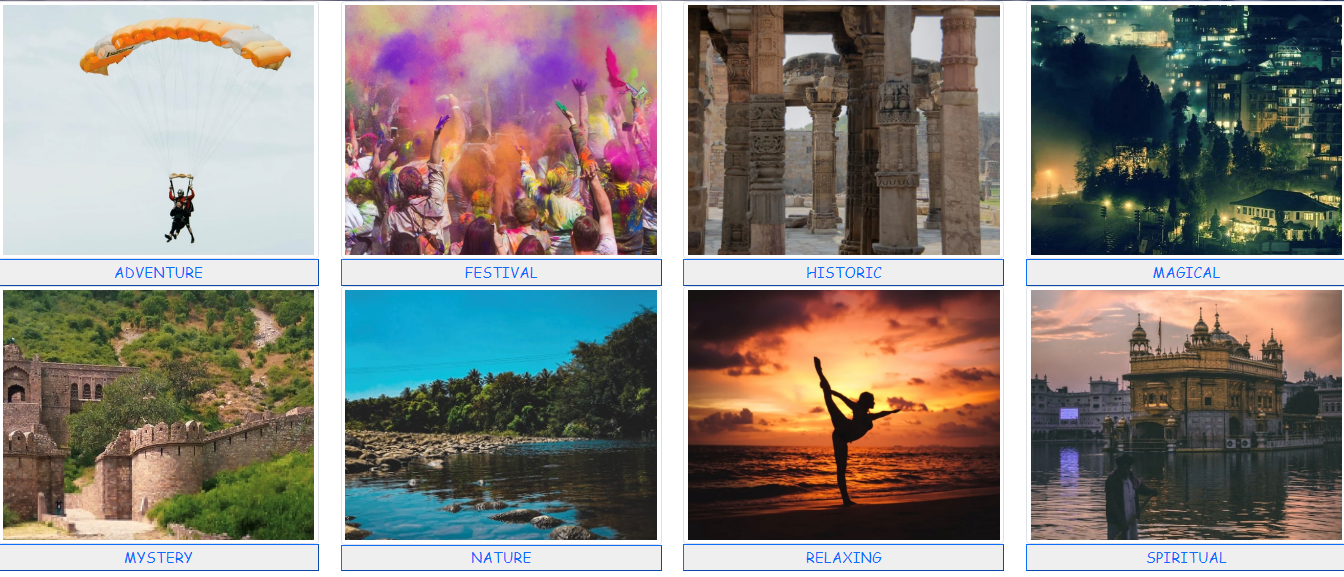 ADVENTURE
FESTIVAL
HISTORIC
MAGICAL
MYSTERY
NATURE
RELAXING
SPIRITUAL